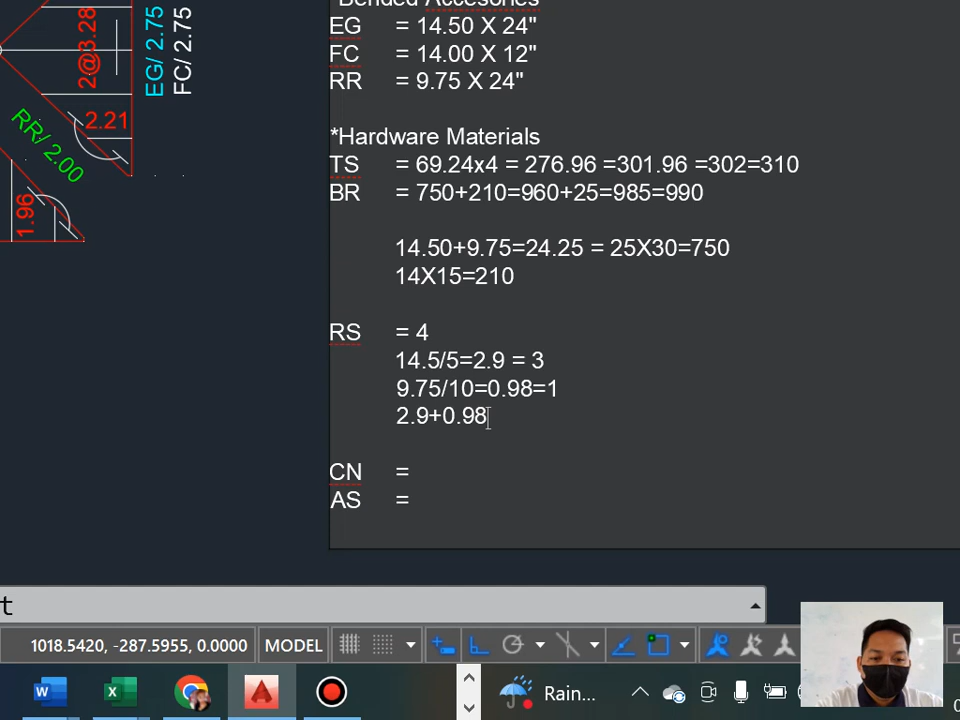 *Bended Accesories
EG = 14.50 X 24"
FC = 14.00 X 12"
RR = 9.75 X 24"
*Hardware Materials
TS = 69.24x4 = 276.96 =301.96 =302=310
BR = 750+210=960+25=985=990
14.50+9.75=24.25 = 25X30=750
14X15=210
RS = 4
14.5/5=2.9 = 3
9.75/10=0.98=1
2.9+0.98
CN =
AS =
2@3.28
EG/ 2.75
FC/ 2.75
2.21
RR/ 2.00
1.96
t
1018.5420, -287.5955, 0.0000 MODEL
Rain...